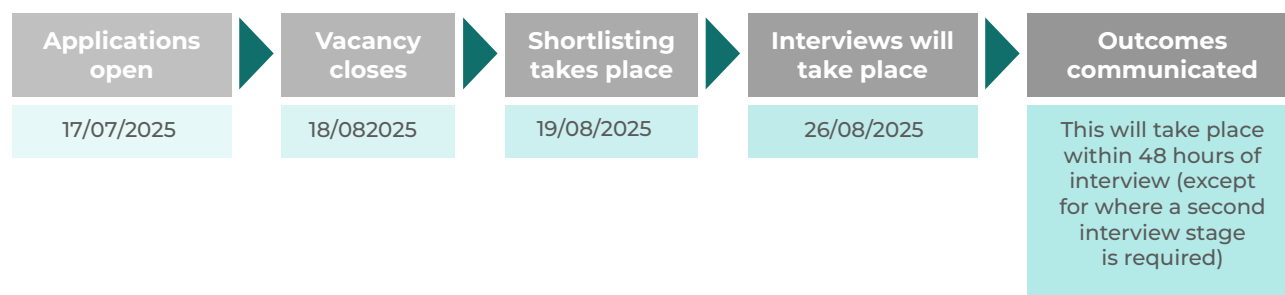 Applications
open
17/07/2025
Vacancy
closes
18/082025
Shortlisting
takes place
19/08/2025
Interviews will
take place
26/08/2025
Outcomes
communicated
This will take place
within 48 hours of
interview (except
for where a second
interview stage
is required)